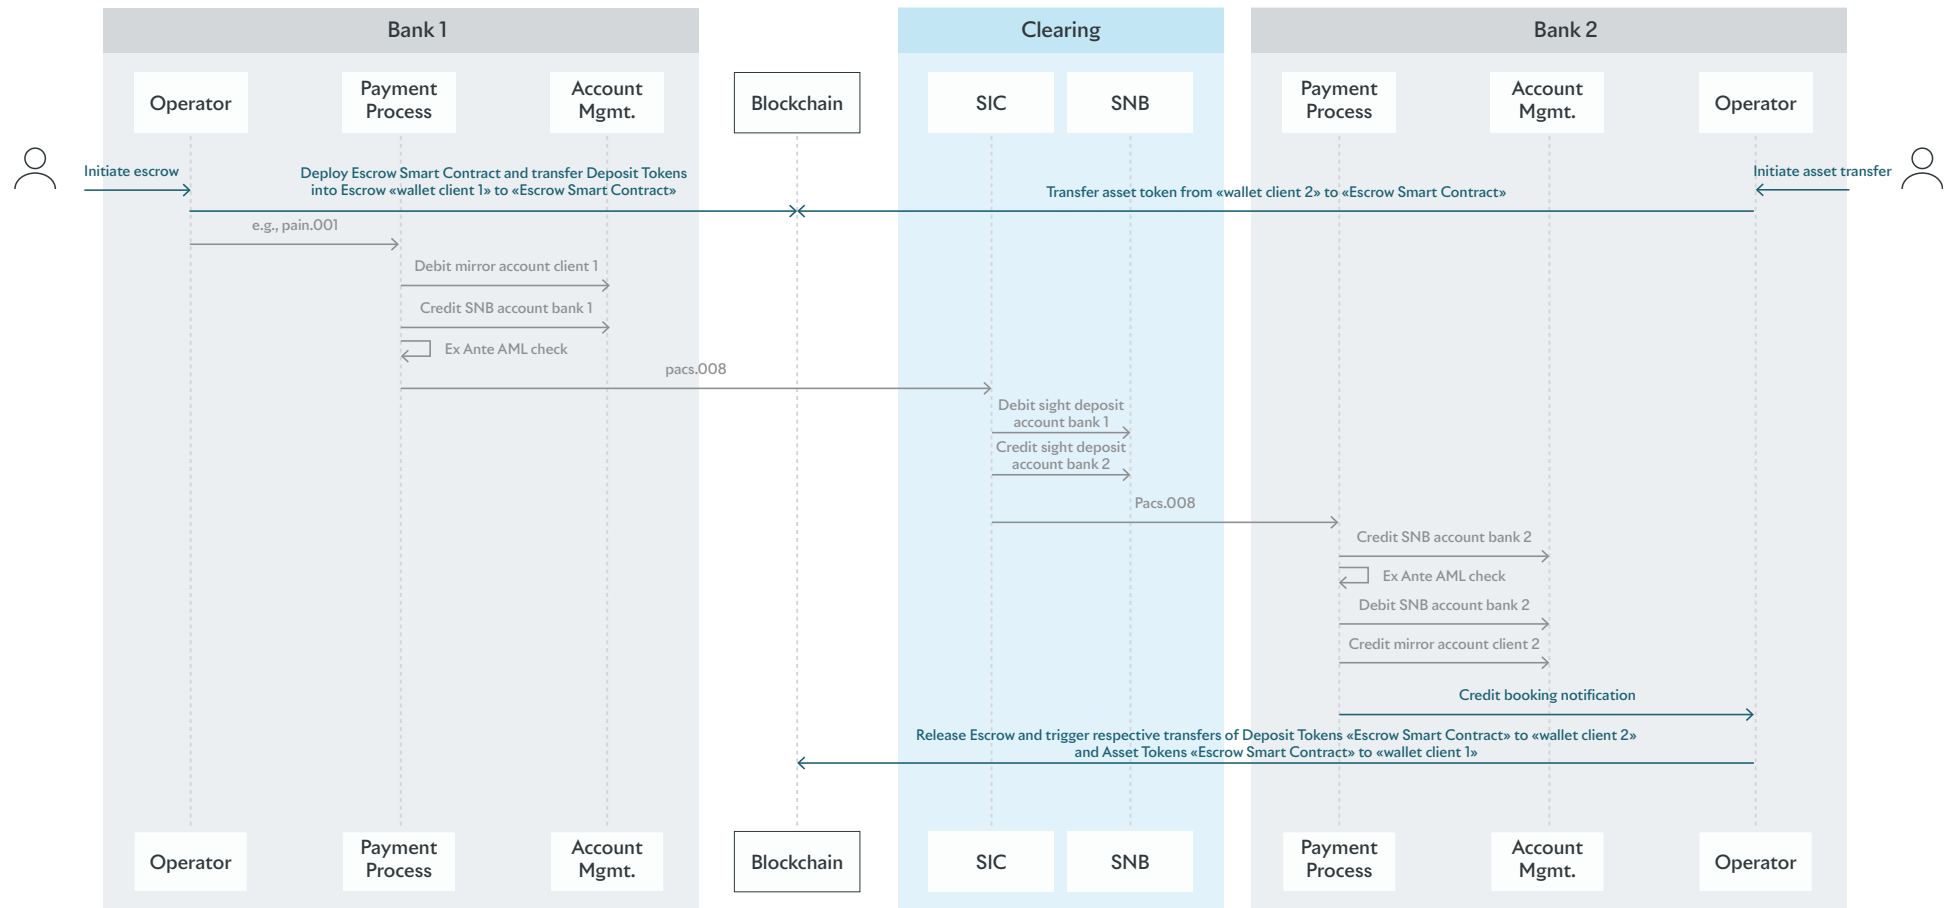 Bank 1
Clearing
Bank 2
Operator
Payment
Process
Account
Mgmt.
Blockchain
SIC
SNB
Payment
Process
Account
Mgmt.
Operator
Initiate escrow
Deploy Escrow Smart Contract and transfer Deposit Tokens
into Escrow «wallet client 1» to «Escrow Smart Contract»
Initiate asset transfer
Transfer asset token from «wallet client 2» to «Escrow Smart Contract»
e.g., pain.001
Debit mirror account client 1
Credit SNB account bank 1
Ex Ante AML check
pacs.008
Debit sight deposit
account bank 1
Credit sight deposit
account bank 2
Pacs.008
Credit SNB account bank 2
Ex Ante AML check
Debit SNB account bank 2
Credit mirror account client 2
Credit booking notification
Release Escrow and trigger respective transfers of Deposit Tokens «Escrow Smart Contract» to «wallet client 2»
and Asset Tokens «Escrow Smart Contract» to «wallet client 1»
Operator
Payment
Process
Account
Mgmt.
Blockchain
SIC
SNB
Payment
Process
Account
Mgmt.
Operator